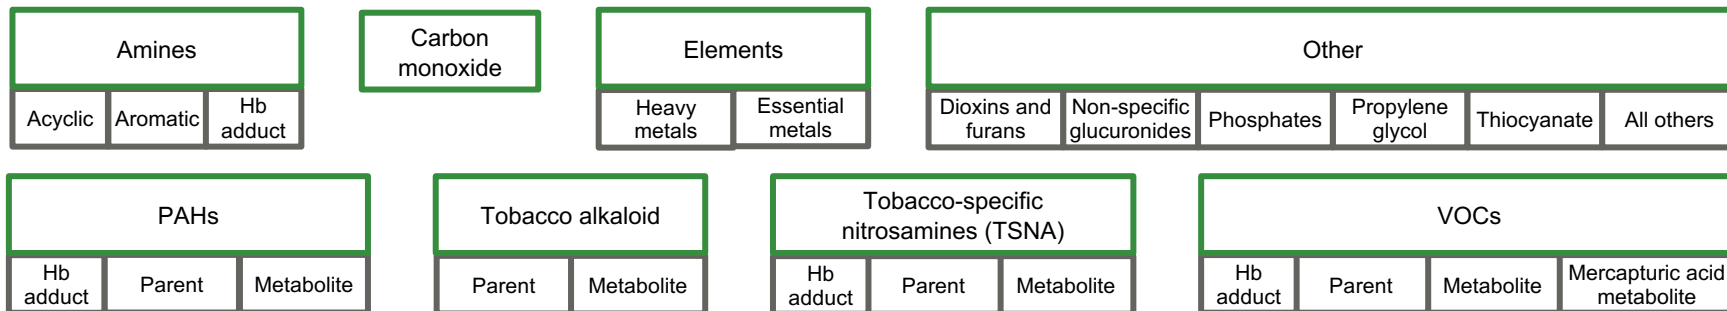 Amines
Carbon
monoxide
Elements
Other
Acyclic
Aromatic
Hb
adduct
Heavy
metals
Essential
metals
Dioxins and
furans
Non-specific
glucuronides
Phosphates
Propylene
glycol
Thiocyanate
All others
PAHs
Tobacco alkaloid
Tobacco-specific
nitrosamines (TSNA)
VOCs
Hb
adduct
Parent
Metabolite
Parent
Metabolite
Hb
adduct
Parent
Metabolite
Hb
adduct
Parent
Metabolite
Mercapturic acid
metabolite